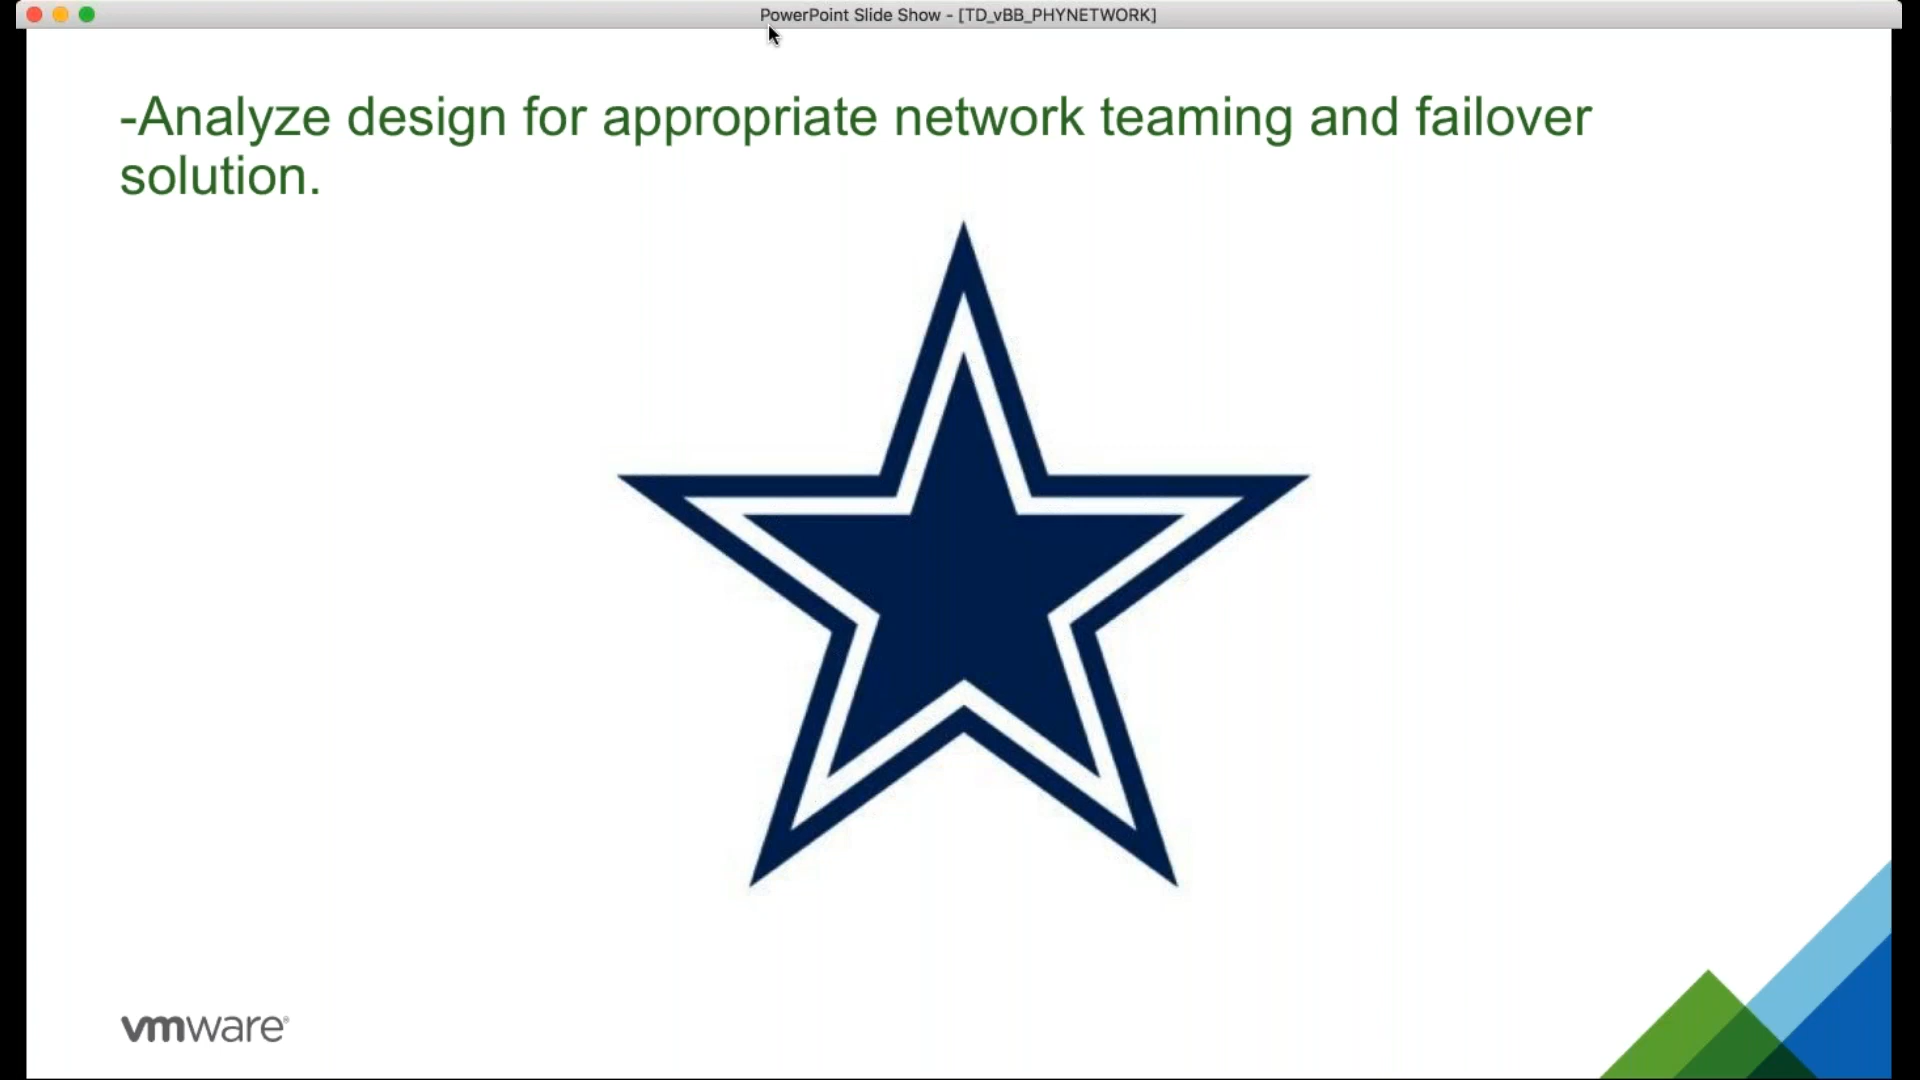 PowerPoint Slide Show - [TD_vBB_PHYNETWORK]
-Analyze design for appropriate network teaming and failover
solution.
vmware®